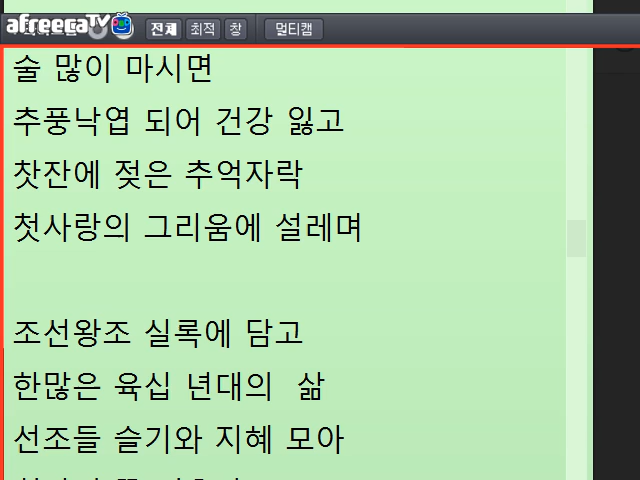 afreecaTV
전체 최적 창 멀티캠
술 많이 마시면
추풍낙엽 되어 건강 잃고
찻잔에 젖은 추억자락
첫사랑의 그리움에 설레며
조선왕조 실록에 담고
한많은 육십 년대의 삶
선조들 슬기와 지혜 모아